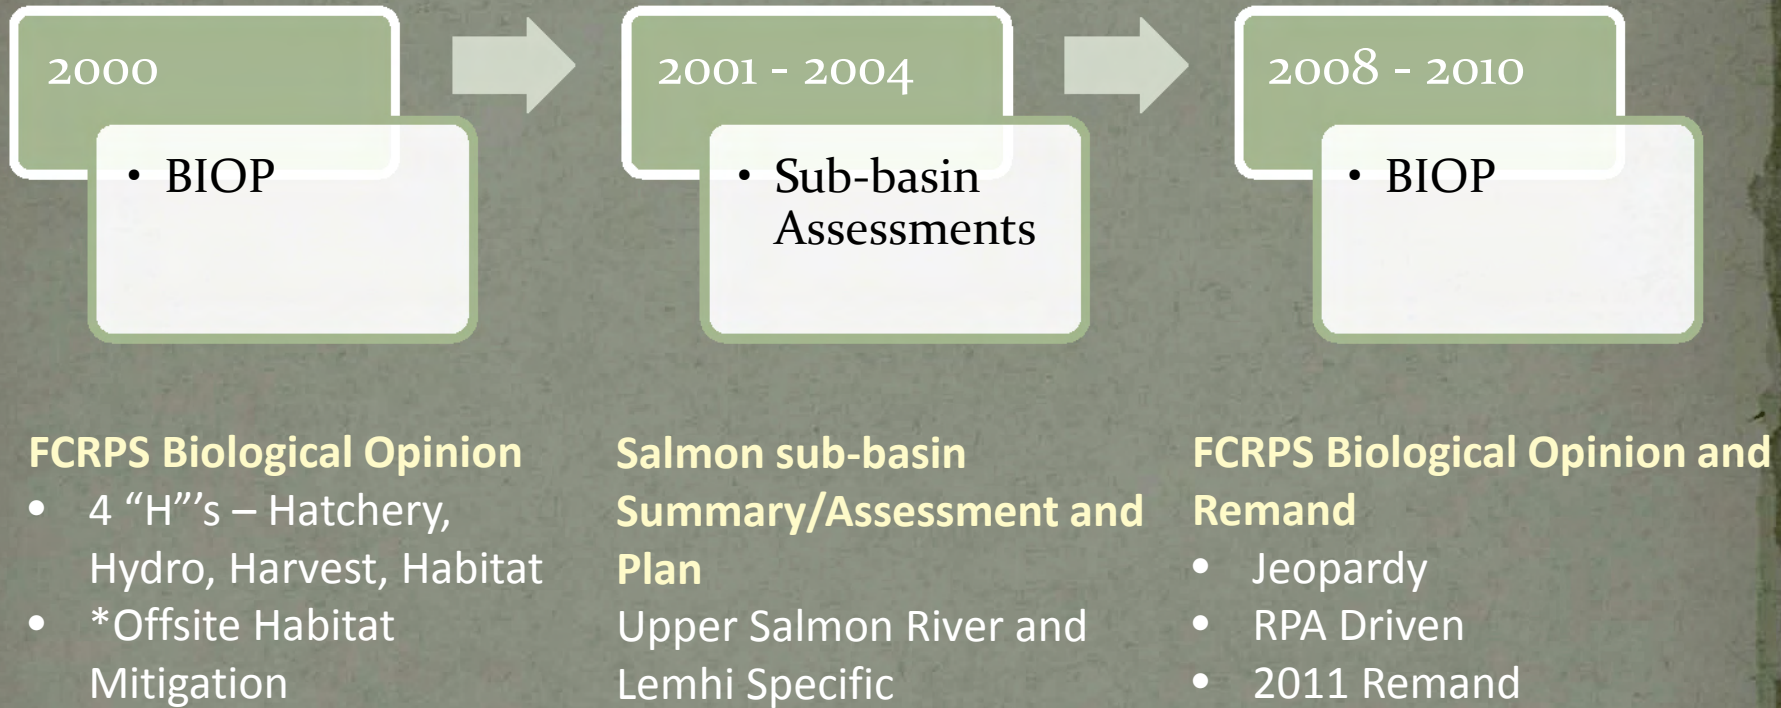 2000
• BIOP
2001 - 2004
• Sub-basin
Assessments
2008 - 2010
• BIOP
FCRPS Biological Opinion
• 4 “H”’s – Hatchery,
Hydro, Harvest, Habitat
• *Offsite Habitat
Mitigation
Salmon sub-basin
Summary/Assessment and
Plan
Upper Salmon River and
Lemhi Specific
FCRPS Biological Opinion and
Remand
• Jeopardy
• RPA Driven
• 2011 Remand